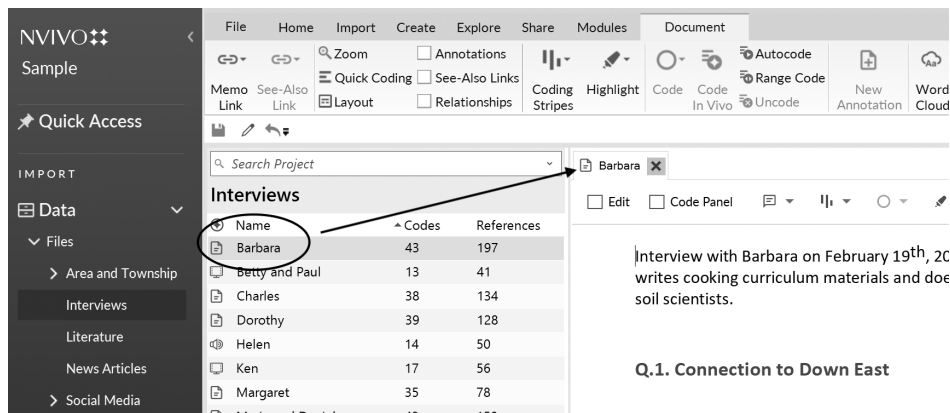 NVIVO
Sample
Quick Access
IMPORT
Data
Files
Area and Township
Interviews
Literature
News Articles
Social Media
File Home Import Create Explore Share Modules Document
Memo Link
See-Also Link
Zoom
Quick Coding
Layout
Annotations
See-Also Links
Relationships
Coding Stripes
Highlight
Code
Code In Vivo
Autocode
Range Code
Uncode
New Annotation
Word Cloud
Search Project
Interviews
Name Codes References
Barbara 43 197
Betty and Paul 13 41
Charles 38 134
Dorothy 39 128
Helen 14 50
Ken 17 56
Margaret 35 78
Barbara
Edit Code Panel
Interview with Barbara on February 19th, 20
writes cooking curriculum materials and doe
soil scientists.
Q.1. Connection to Down East